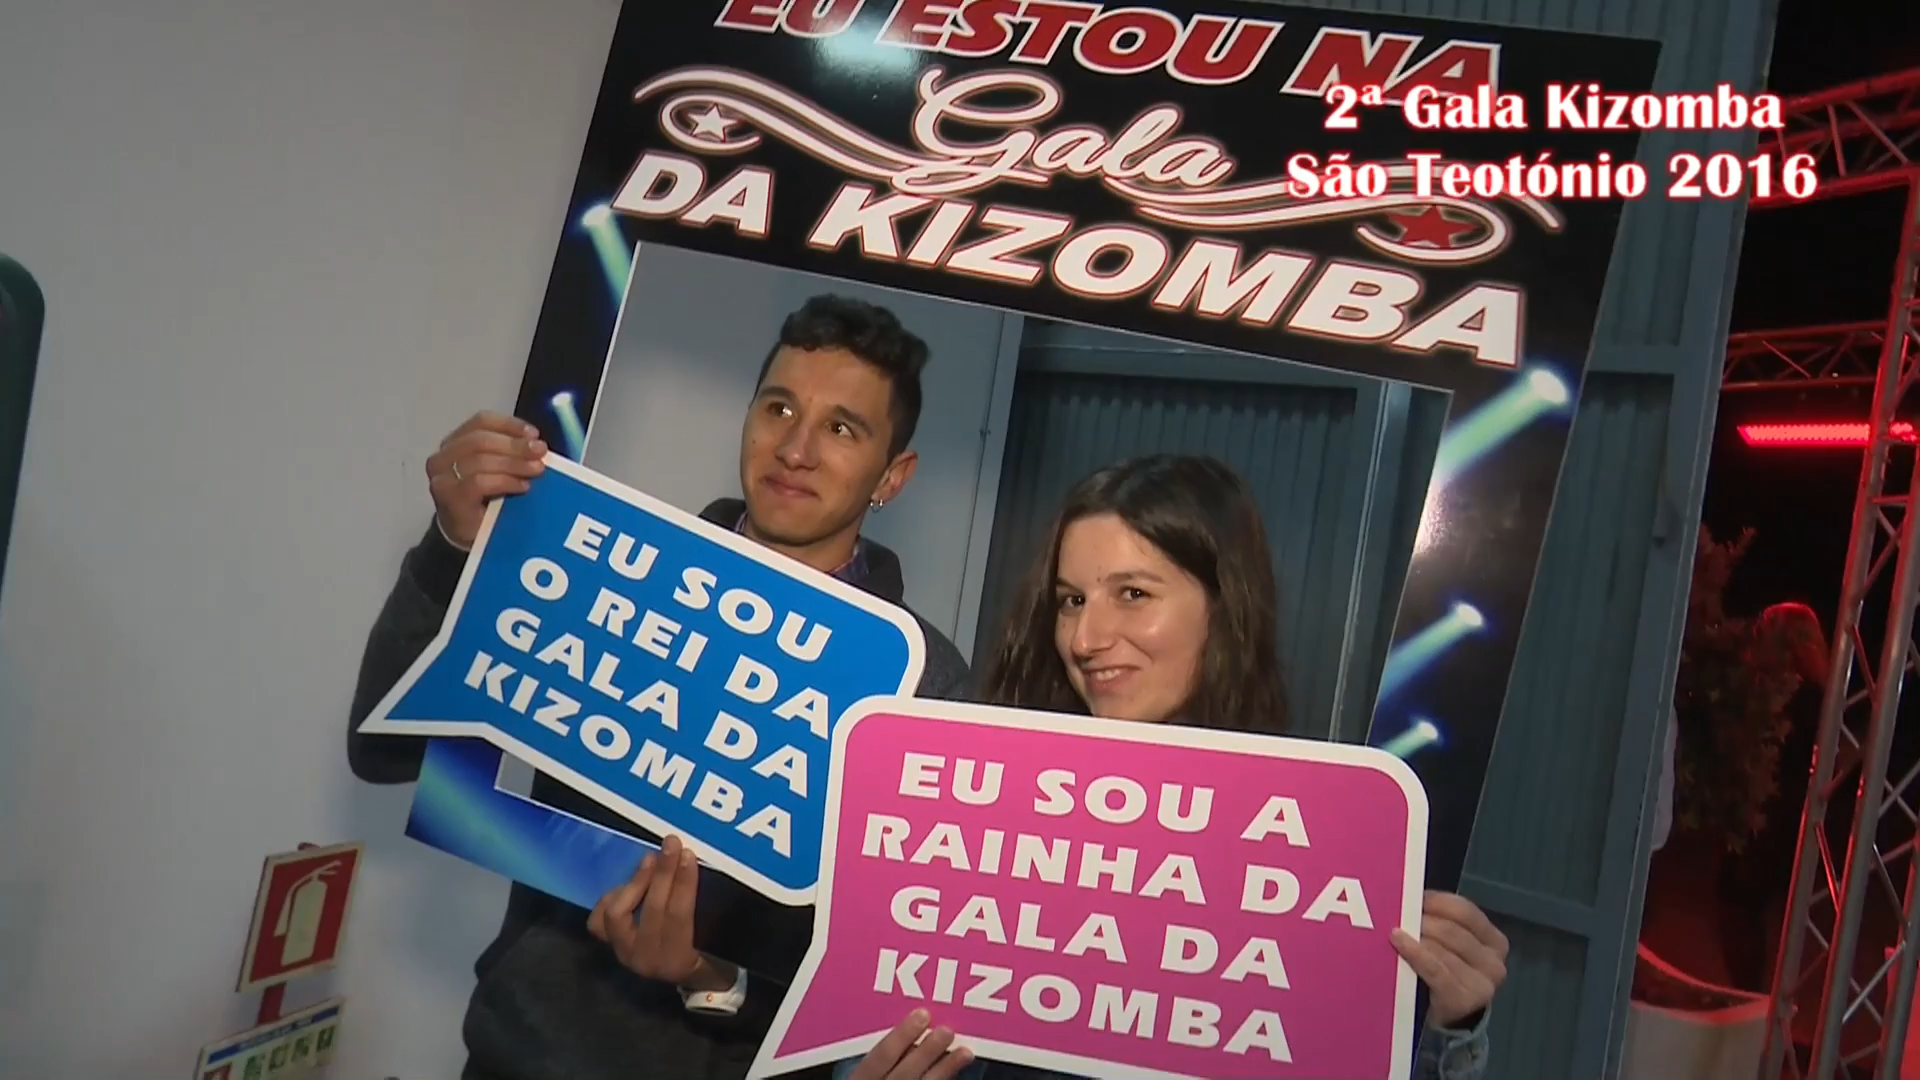 EU ESTOU NA
Gala
DA KIZOMBA
2ª Gala Kizomba
São Teotónio 2016
EU SOU
O REI DA
GALA DA
KIZOMBA
EU SOU A
RAINHA DA
GALA DA
KIZOMBA